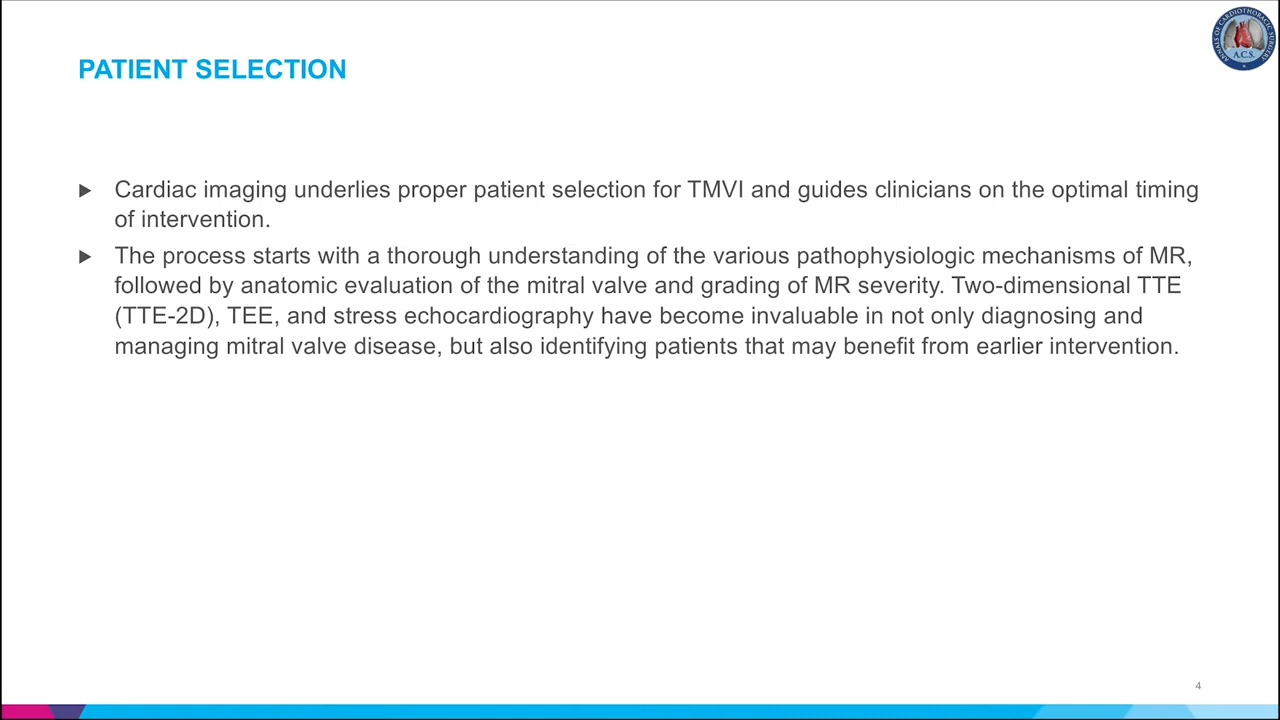 ANNALS OF CARDIOTHORACIC SURGERY
A.C.S.
PATIENT SELECTION
Cardiac imaging underlies proper patient selection for TMVI and guides clinicians on the optimal timing
of intervention.
The process starts with a thorough understanding of the various pathophysiologic mechanisms of MR,
followed by anatomic evaluation of the mitral valve and grading of MR severity. Two-dimensional TTE
(TTE-2D), TEE, and stress echocardiography have become invaluable in not only diagnosing and
managing mitral valve disease, but also identifying patients that may benefit from earlier intervention.
4